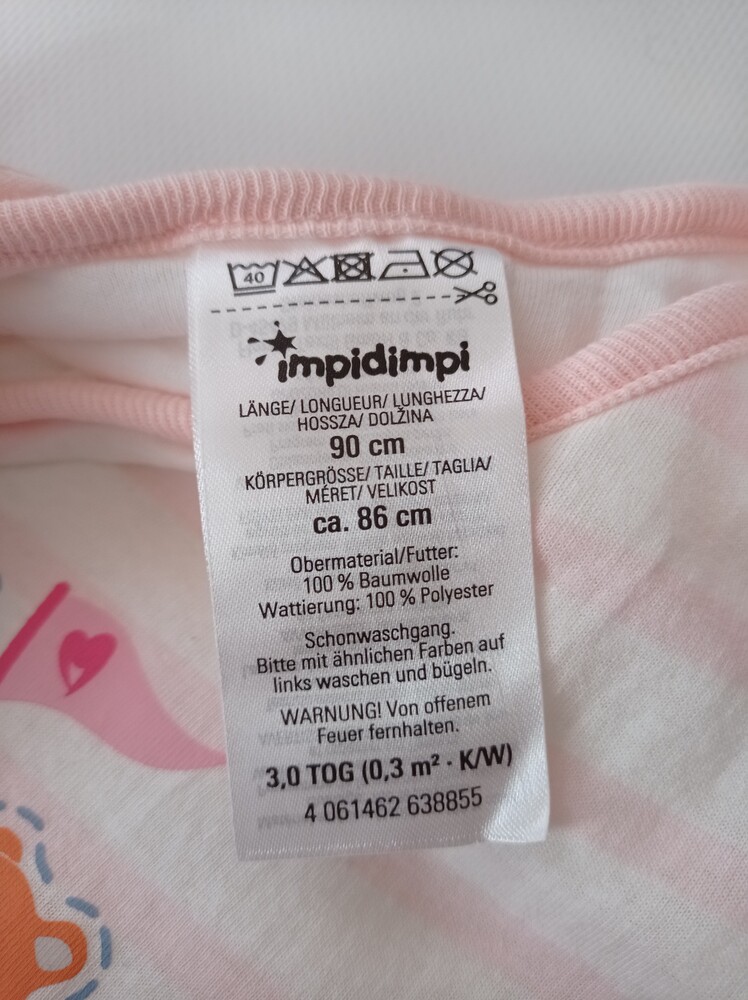 40
impidimpi
LÄNGE/ LONGUEUR/ LUNGHEZZA/
HOSSZA/ DOLŽINA
90 cm
KÖRPERGRÖSSE/ TAILLE/ TAGLIA/
MÉRET/ VELIKOST
ca. 86 cm
Obermaterial/Futter:
100 % Baumwolle
Wattierung: 100 % Polyester
Schonwaschgang.
Bitte mit ähnlichen Farben auf
links waschen und bügeln.
WARNUNG! Von offenem
Feuer fernhalten.
3,0 TOG (0,3 m² · K/W)
4 061462 638855